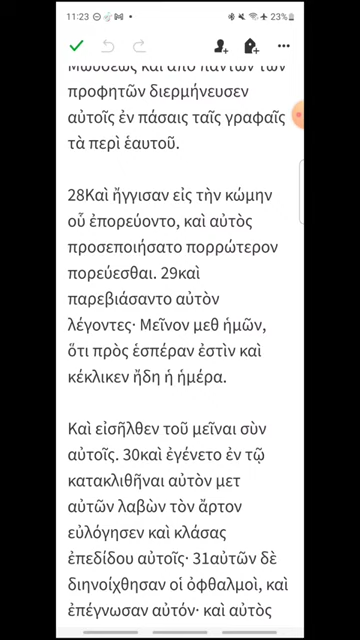 11:23
23%
Μωϋσέως καὶ ἀπὸ πάντων τῶν
προφητῶν διερμήνευσεν
αὐτοῖς ἐν πάσαις ταῖς γραφαῖς
τὰ περὶ ἑαυτοῦ.
28Καὶ ἤγγισαν εἰς τὴν κώμην
οὗ ἐπορεύοντο, καὶ αὐτὸς
προσεποιήσατο πορρώτερον
πορεύεσθαι. 29καὶ
παρεβιάσαντο αὐτὸν
λέγοντες· Μεῖνον μεθ ἡμῶν,
ὅτι πρὸς ἑσπέραν ἐστὶν καὶ
κέκλικεν ἤδη ἡ ἡμέρα.
Καὶ εἰσῆλθεν τοῦ μεῖναι σὺν
αὐτοῖς. 30καὶ ἐγένετο ἐν τῷ
κατακλιθῆναι αὐτὸν μετ
αὐτῶν λαβὼν τὸν ἄρτον
εὐλόγησεν καὶ κλάσας
ἐπεδίδου αὐτοῖς· 31αὐτῶν δὲ
διηνοίχθησαν οἱ ὀφθαλμοὶ, καὶ
ἐπέγνωσαν αὐτόν· καὶ αὐτὸς